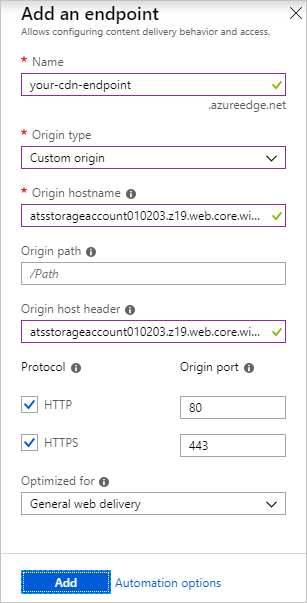 Add an endpoint
Allows configuring content delivery behavior and access.
* Name
your-cdn-endpoint
.azureedge.net
* Origin type
Custom origin
* Origin hostname
atsstorageaccount010203.z19.web.core.wi...
Origin path
/Path
Origin host header
atsstorageaccount010203.z19.web.core.wi...
Protocol Origin port
HTTP 80
HTTPS 443
Optimized for
General web delivery
Add Automation options